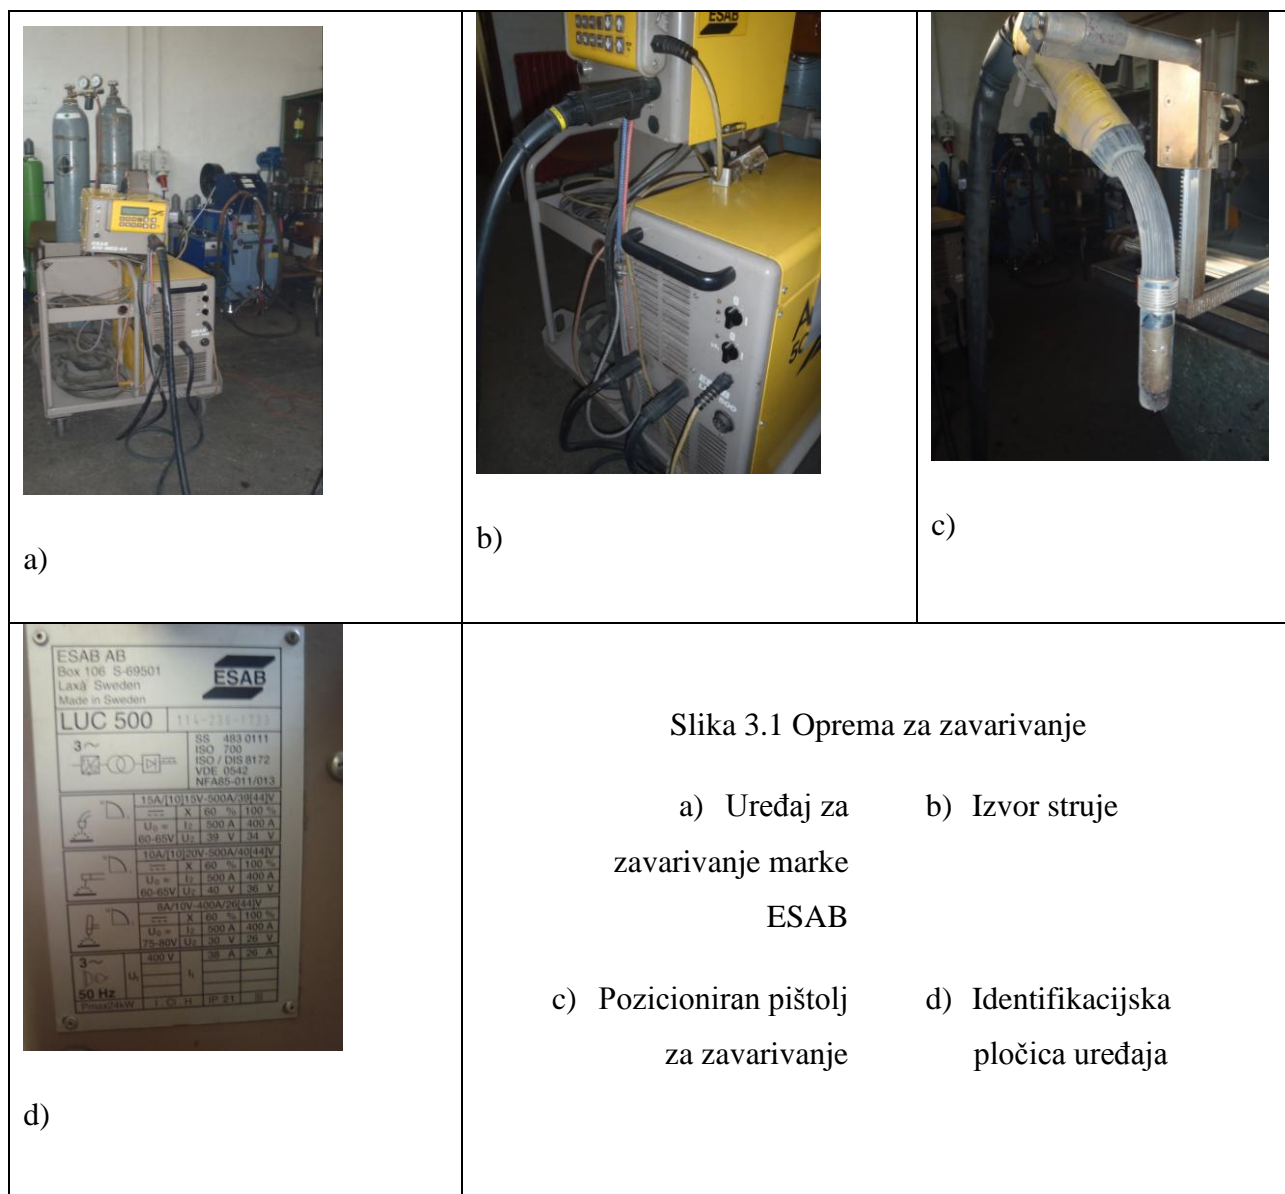 a)
ESAB
b)
c)
ESAB AB
Box 106 S-69501
Laxå Sweden
Made in Sweden
ESAB
LUC 500
3~
SS 483 0111
ISO 700
ISO / DIS 8172
VDE 0542
NFA85-011/013
15A/[10]15V-500A/39[44]V
X 60 % 100 %
U₀ = I₂ 500 A 400 A
60-65V U₂ 39 V 34 V
10A/[10]20V-500A/40[44]V
X 60 % 100 %
U₀ = I₂ 500 A 400 A
60-65V U₂ 40 V 36 V
8A/10V-400A/26[44]V
X 60 % 100 %
U₀ = I₂ 500 A 400 A
75-80V U₂ 30 V 26 V
3~ U₁ 400 V I₁ 38 A 26 A
50 Hz
Pmax24kW I. Cl H IP 21
d)
Slika 3.1 Oprema za zavarivanje
a) Uređaj za
zavarivanje marke
ESAB
b) Izvor struje
c) Pozicioniran pištolj
za zavarivanje
d) Identifikacijska
pločica uređaja